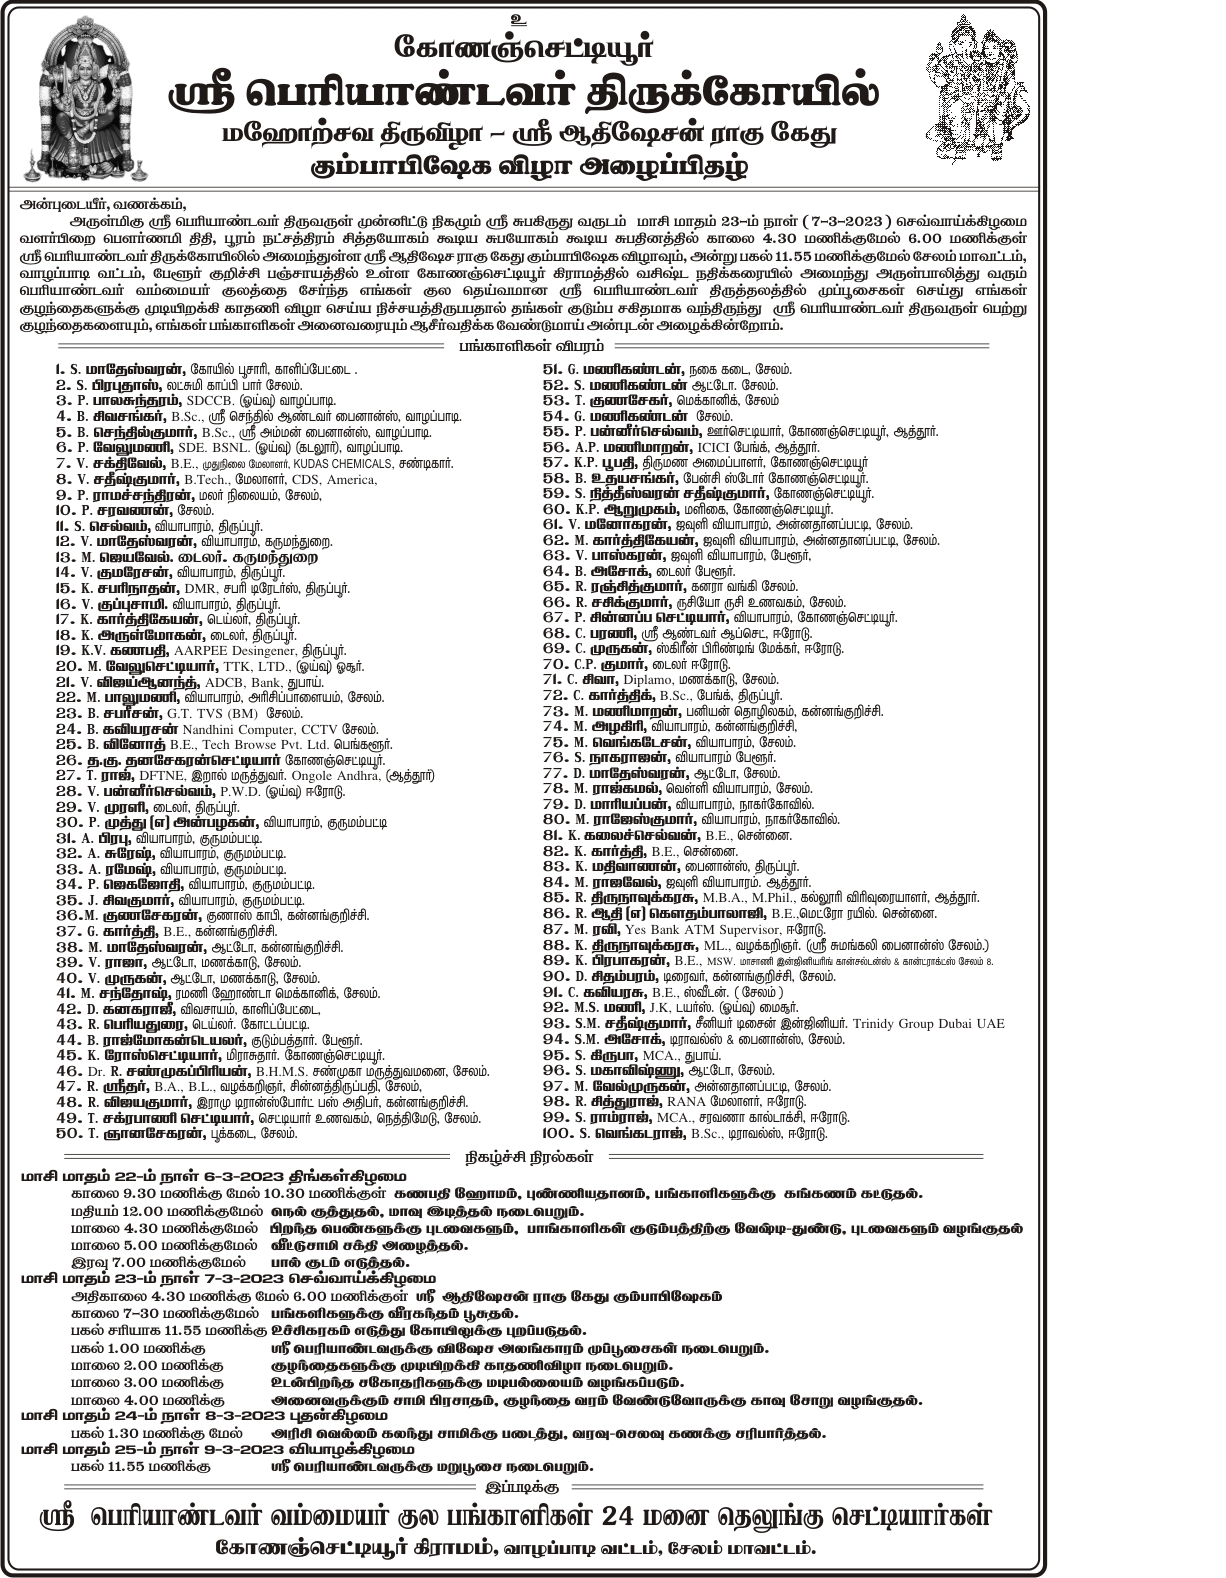 உ
கோணஞ்செட்டியூர்
ஸ்ரீ பெரியாண்டவர் திருக்கோயில்
மஹோற்சவ திருவிழா – ஸ்ரீ ஆதிஷேசன் ராகு கேது
கும்பாபிஷேக விழா அழைப்பிதழ்
அன்புடையீர், வணக்கம்,
அருள்மிகு ஸ்ரீ பெரியாண்டவர் திருவருள் முன்னிட்டு நிகழும் ஸ்ரீ சுபகிருது வருடம் மாசி மாதம் 23-ம் நாள் ( 7-3-2023 ) செவ்வாய்க்கிழமை
வளர்பிறை பௌர்ணமி திதி, பூரம் நட்சத்திரம் சித்தயோகம் கூடிய சுபயோகம் கூடிய சுபதினத்தில் காலை 4.30 மணிக்குமேல் 6.00 மணிக்குள்
ஸ்ரீ பெரியாண்டவர் திருக்கோயிலில் அமைந்துள்ள ஸ்ரீ ஆதிஷேச ராகு கேது கும்பாபிஷேக விழாவும், அன்று பகல் 11.55 மணிக்குமேல் சேலம் மாவட்டம்,
வாழப்பாடி வட்டம், பேளூர் குறிச்சி பஞ்சாயத்தில் உள்ள கோணஞ்செட்டியூர் கிராமத்தில் வசிஷ்ட நதிக்கரையில் அமைந்து அருள்பாலித்து வரும்
பெரியாண்டவர் வம்மையர் குலத்தை சேர்ந்த எங்கள் குல தெய்வமான ஸ்ரீ பெரியாண்டவர் திருத்தலத்தில் முப்பூசைகள் செய்து எங்கள்
குழந்தைகளுக்கு முடியிறக்கி காதணி விழா செய்ய நிச்சயத்திருபபதால் தங்கள் குடும்ப சகிதமாக வந்திருந்து ஸ்ரீ பெரியாண்டவர் திருவருள் பெற்று
குழந்தைகளையும், எங்கள் பங்காளிகள் அனைவரையும் ஆசீர்வதிக்க வேண்டுமாய் அன்புடன் அழைக்கின்றோம்.
பங்காளிகள் விபரம்
1. S. மாதேஸ்வரன், கோயில் பூசாரி, காளிப்பேட்டை .
2. S. பிரபுதாஸ், லட்சுமி காப்பி பார் சேலம்.
3. P. பாலசுந்தரம், SDCCB. (ஓய்வு) வாழப்பாடி.
4. B. சிவசங்கர், B.Sc., ஸ்ரீ செந்தில் ஆண்டவர் பைனான்ஸ், வாழப்பாடி.
5. B. செந்தில்குமார், B.Sc., ஸ்ரீ அம்மன் பைனான்ஸ், வாழப்பாடி.
6. P. வேலுமணி, SDE. BSNL. (ஓய்வு) (கடலூர்), வாழப்பாடி.
7. V. சக்திவேல், B.E., முதுநிலை மேலாளர், KUDAS CHEMICALS, சண்டிகார்.
8. V. சதீஷ்குமார், B.Tech., மேலாளர், CDS, America,
9. P. ராமச்சந்திரன், மலர் நிலையம், சேலம்,
10. P. சரவணன், சேலம்.
11. S. செல்வம், வியாபாரம், திருப்பூர்.
12. V. மாதேஸ்வரன், வியாபாரம், கருமந்துறை.
13. M. ஜெயவேல். டைலர். கருமந்துறை
14. V. குமரேசன், வியாபாரம், திருப்பூர்.
15. K. சபரிநாதன், DMR, சபரி டிரேடர்ஸ், திருப்பூர்.
16. V. குப்புசாமி. வியாபாரம், திருப்பூர்.
17. K. கார்த்திகேயன், டெய்லர், திருப்பூர்.
18. K. அருள்மோகன், டைலர், திருப்பூர்.
19. K.V. கணபதி, AARPEE Desingener, திருப்பூர்.
20. M. வேலுசெட்டியார், TTK, LTD., (ஓய்வு) ஓசூர்.
21. V. விஜய்ஆனந்த், ADCB, Bank, துபாய்.
22. M. பாலுமணி, வியாபாரம், அரிசிப்பாளையம், சேலம்.
23. B. சபரீசன், G.T. TVS (BM) சேலம்.
24. B. கவியரசன் Nandhini Computer, CCTV சேலம்.
25. B. வினோத் B.E., Tech Browse Pvt. Ltd. பெங்களூர்.
26. த.கு. தனசேகரன்செட்டியார் கோணஞ்செட்டியூர்.
27. T. ராஜ், DFTNE, இறால் மருத்துவர். Ongole Andhra, (ஆத்தூர்)
28. V. பன்னீர்செல்வம், P.W.D. (ஓய்வு) ஈரோடு.
29. V. முரளி, டைலர், திருப்பூர்.
30. P. முத்து (எ) அன்பழகன், வியாபாரம், குருமம்பட்டி
31. A. பிரபு, வியாபாரம், குருமம்பட்டி.
32. A. சுரேஷ், வியாபாரம், குருமம்பட்டி.
33. A. ரமேஷ், வியாபாரம், குருமம்பட்டி.
34. P. ஜெகஜோதி, வியாபாரம், குருமம்பட்டி.
35. J. சிவகுமார், வியாபாரம், குருமம்பட்டி.
36.M. குணசேகரன், குணாஸ் காபி, கன்னங்குறிச்சி.
37. G. கார்த்தி, B.E., கன்னங்குறிச்சி.
38. M. மாதேஸ்வரன், ஆட்டோ, கன்னங்குறிச்சி.
39. V. ராஜா, ஆட்டோ, மணக்காடு, சேலம்.
40. V. முருகன், ஆட்டோ, மணக்காடு, சேலம்.
41. M. சந்தோஷ், ரமணி ஹோண்டா மெக்கானிக், சேலம்.
42. D. கனகராஜீ, விவசாயம், காளிப்பேட்டை,
43. R. பெரியதுரை, டெய்லர். கோட்டப்பட்டி.
44. B. ராஜ்மோகன்டெயலர், குடும்பத்தார். பேளூர்.
45. K. ரோஸ்செட்டியார், மிராசுதார். கோணஞ்செட்டியூர்.
46. Dr. R. சண்முகப்பிரியன், B.H.M.S. சண்முகா மருத்துவமனை, சேலம்.
47. R. ஸ்ரீதர், B.A., B.L., வழக்கறிஞர், சின்னத்திருப்பதி, சேலம்,
48. R. விஜயகுமார், இராமு டிரான்ஸ்போர்ட் பஸ் அதிபர், கன்னங்குறிச்சி.
49. T. சக்ரபாணி செட்டியார், செட்டியார் உணவகம், நெத்திமேடு, சேலம்.
50. T. ஞானசேகரன், பூக்கடை, சேலம்.
51. G. மணிகண்டன், நகை கடை, சேலம்.
52. S. மணிகண்டன் ஆட்டோ. சேலம்.
53. T. குணசேகர், மெக்கானிக், சேலம்
54. G. மணிகண்டன் சேலம்.
55. P. பன்னீர்செல்வம், ஊர்செட்டியார், கோணஞ்செட்டியூர், ஆத்தூர்.
56. A.P. மணிமாறன், ICICI பேங்க், ஆத்தூர்.
57. K.P. பூபதி, திருமண அமைப்பாளர், கோணஞ்செட்டியூர்
58. B. உதயசங்கர், பேன்சி ஸ்டோர் கோணஞ்செட்டியூர்.
59. S. நித்தீஸ்வரன் சதீஷ்குமார், கோணஞ்செட்டியூர்.
60. K.P. ஆறுமுகம், மளிகை, கோணஞ்செட்டியூர்.
61. V. மனோகரன், ஜவுளி வியாபாரம், அன்னதானப்பட்டி, சேலம்.
62. M. கார்த்திகேயன், ஜவுளி வியாபாரம், அன்னதானப்பட்டி, சேலம்.
63. V. பாஸ்கரன், ஜவுளி வியாபாரம், பேளூர்,
64. B. அசோக், டைலர் பேளூர்.
65. R. ரஞ்சித்குமார், கனரா வங்கி சேலம்.
66. R. சசிக்குமார், ருசியோ ருசி உணவகம், சேலம்.
67. P. சின்னப்ப செட்டியார், வியாபாரம், கோணஞ்செட்டியூர்.
68. C. பரணி, ஸ்ரீ ஆண்டவர் ஆப்செட், ஈரோடு.
69. C. முருகன், ஸ்கிரீன் பிரிண்டிங் மேக்கர், ஈரோடு.
70. C.P. குமார், டைலர் ஈரோடு.
71. C. சிவா, Diplamo, மணக்காடு, சேலம்.
72. C. கார்த்திக், B.Sc., பேங்க், திருப்பூர்.
73. M. மணிமாறன், பனியன் தொழிலகம், கன்னங்குறிச்சி.
74. M. அழகிரி, வியாபாரம், கன்னங்குறிச்சி,
75. M. வெங்கடேசன், வியாபாரம், சேலம்.
76. S. நாகராஜன், வியாபாரம் பேளூர்.
77. D. மாதேஸ்வரன், ஆட்டோ, சேலம்.
78. M. ராஜ்கமல், வெள்ளி வியாபாரம், சேலம்.
79. D. மாரியப்பன், வியாபாரம், நாகர்கோவில்.
80. M. ராஜேஸ்குமார், வியாபாரம், நாகர்கோவில்.
81. K. கலைச்செல்வன், B.E., சென்னை.
82. K. கார்த்தி, B.E., சென்னை.
83. K. மதிவாணன், பைனான்ஸ், திருப்பூர்.
84. M. ராஜவேல், ஜவுளி வியாபாரம். ஆத்தூர்.
85. R. திருநாவுக்கரசு, M.B.A., M.Phil., கல்லூரி விரிவுரையாளர், ஆத்தூர்.
86. R. ஆதி (எ) கௌதம்பாலாஜி, B.E.,மெட்ரோ ரயில். சென்னை.
87. M. ரவி, Yes Bank ATM Supervisor, ஈரோடு.
88. K. திருநாவுக்கரசு, ML., வழக்கறிஞர். (ஸ்ரீ சுமங்கலி பைனான்ஸ் சேலம்.)
89. K. பிரபாகரன், B.E., MSW. மாசாணி இன்ஜினியரிங் கான்சல்டன்ஸ் & கான்ட்ராக்டஸ் சேலம் 8.
90. D. சிதம்பரம், டிரைவர், கன்னங்குறிச்சி, சேலம்.
91. C. கவியரசு, B.E., ஸ்வீடன். ( சேலம் )
92. M.S. மணி, J.K, டயர்ஸ். (ஓய்வு) மைசூர்.
93. S.M. சதீஷ்குமார், சீனியர் டிசைன் இன்ஜினியர். Trinidy Group Dubai UAE
94. S.M. அசோக், டிராவல்ஸ் & பைனான்ஸ், சேலம்.
95. S. கிருபா, MCA., துபாய்.
96. S. மகாவிஷ்ணு, ஆட்டோ, சேலம்.
97. M. வேல்முருகன், அன்னதானப்பட்டி, சேலம்.
98. R. சித்துராஜ், RANA மேலாளர், ஈரோடு.
99. S. ராம்ராஜ், MCA., சரவணா கால்டாக்சி, ஈரோடு.
100. S. வெங்கடராஜ், B.Sc., டிராவல்ஸ், ஈரோடு.
நிகழ்ச்சி நிரல்கள்
மாசி மாதம் 22-ம் நாள் 6-3-2023 திங்கள்கிழமை
காலை 9.30 மணிக்கு மேல் 10.30 மணிக்குள் கணபதி ஹோமம், புண்ணியதானம், பங்காளிகளுக்கு கங்கணம் கட்டுதல்.
மதியம் 12.00 மணிக்குமேல் நெல் குத்துதல், மாவு இடித்தல் நடைபெறும்.
மாலை 4.30 மணிக்குமேல் பிறந்த பெண்களுக்கு புடவைகளும், பாங்காளிகள் குடும்பத்திற்கு வேஷ்டி-துண்டு, புடவைகளும் வழங்குதல்
மாலை 5.00 மணிக்குமேல் வீட்டுசாமி சக்தி அழைத்தல்.
இரவு 7.00 மணிக்குமேல் பால் குடம் எடுத்தல்.
மாசி மாதம் 23-ம் நாள் 7-3-2023 செவ்வாய்க்கிழமை
அதிகாலை 4.30 மணிக்கு மேல் 6.00 மணிக்குள் ஸ்ரீ ஆதிஷேசன் ராகு கேது கும்பாபிஷேகம்
காலை 7-30 மணிக்குமேல் பங்களிகளுக்கு வீரகந்தம் பூசுதல்.
பகல் சரியாக 11.55 மணிக்கு உச்சிகரகம் எடுத்து கோயிலுக்கு புறப்படுதல்.
பகல் 1.00 மணிக்கு ஸ்ரீ பெரியாண்டவருக்கு விஷேச அலங்காரம் முப்பூசைகள் நடைபெறும்.
மாலை 2.00 மணிக்கு குழந்தைகளுக்கு முடியிறக்கி காதணிவிழா நடைபெறும்.
மாலை 3.00 மணிக்கு உடன்பிறந்த சகோதரிகளுக்கு மடிபல்லையம் வழங்கப்படும்.
மாலை 4.00 மணிக்கு அனைவருக்கும் சாமி பிரசாதம், குழந்தை வரம் வேண்டுவோருக்கு காவு சோறு வழங்குதல்.
மாசி மாதம் 24-ம் நாள் 8-3-2023 புதன்கிழமை
பகல் 1.30 மணிக்கு மேல் அரிசி வெல்லம் கலந்து சாமிக்கு படைத்து, வரவு-செலவு கணக்கு சரிபார்த்தல்.
மாசி மாதம் 25-ம் நாள் 9-3-2023 வியாழக்கிழமை
பகல் 11.55 மணிக்கு ஸ்ரீ பெரியாண்டவருக்கு மறுபூசை நடைபெறும்.
இப்படிக்கு
ஸ்ரீ பெரியாண்டவர் வம்மையர் குல பங்காளிகள் 24 மனை தெலுங்கு செட்டியார்கள்
கோணஞ்செட்டியூர் கிராமம், வாழப்பாடி வட்டம், சேலம் மாவட்டம்.